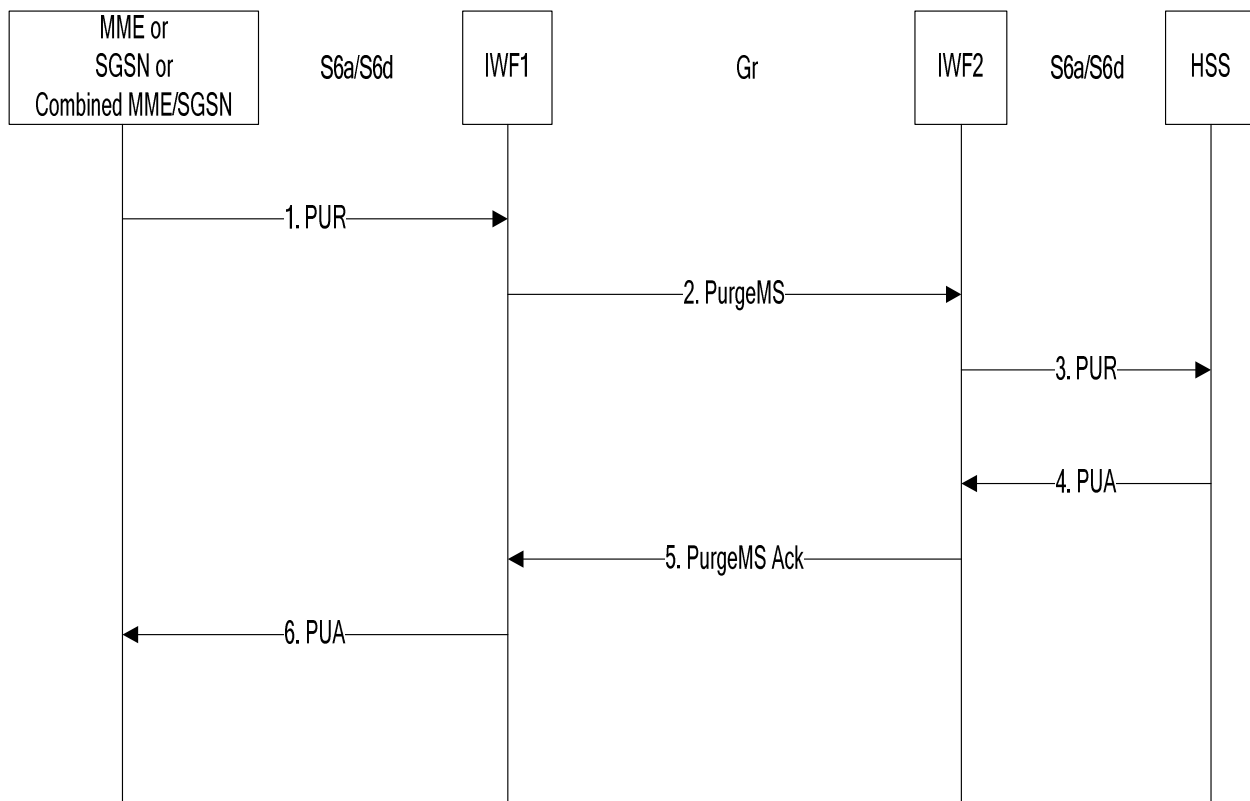 MME or
SGSN or
Combined MME/SGSN
S6a/S6d
IWF1
Gr
IWF2
S6a/S6d
HSS
1. PUR
2. PurgeMS
3. PUR
4. PUA
5. PurgeMS Ack
6. PUA